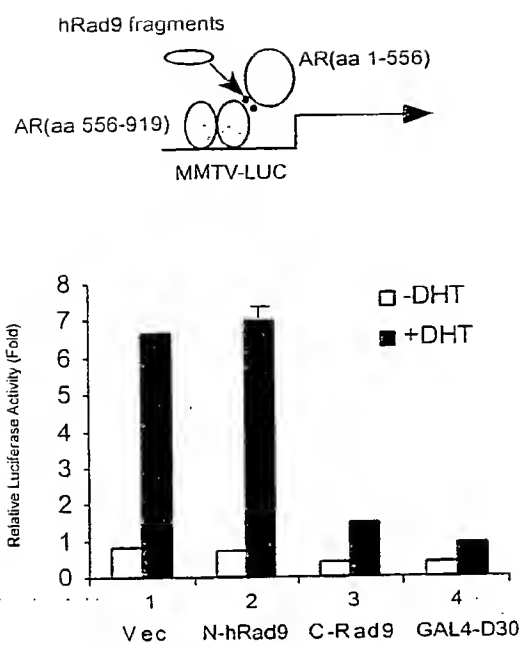 hRad9 fragments
AR(aa 1-556)
AR(aa 556-919)
MMTV-LUC
Relative Luciferase Activity (Fold)
8
7
6
5
4
3
2
1
0
-DHT
+DHT
1 2 3 4
Vec N-hRad9 C-Rad9 GAL4-D30